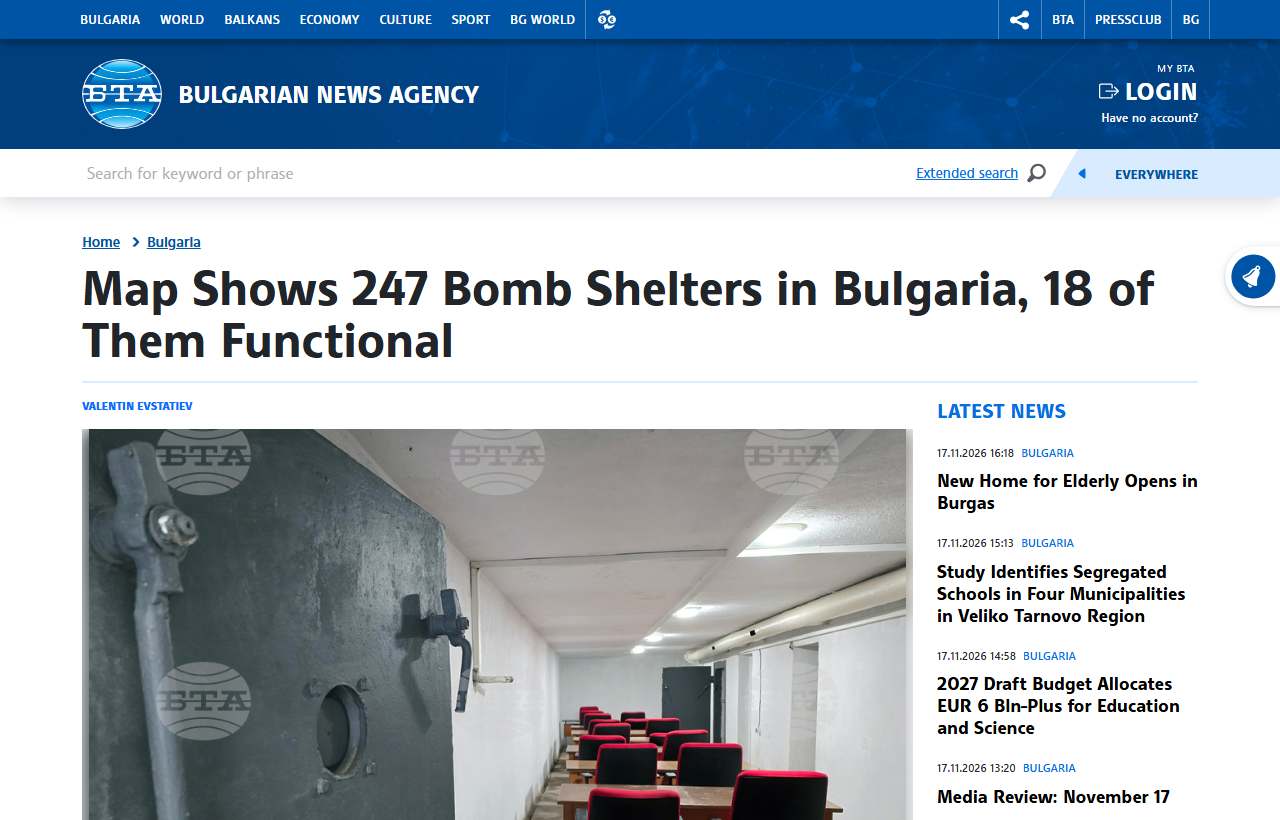 BULGARIA WORLD BALKANS ECONOMY CULTURE SPORT BG WORLD BTA PRESSCLUB BG
БТА
BULGARIAN NEWS AGENCY
MY BTA
LOGIN
Have no account?
Search for keyword or phrase
Extended search
EVERYWHERE
Home Bulgaria
Map Shows 247 Bomb Shelters in Bulgaria, 18 of
Them Functional
VALENTIN EVSTATIEV
БТА БТА БТА
БТА БТА БТА
LATEST NEWS
17.11.2026 16:18 BULGARIA
New Home for Elderly Opens in
Burgas
17.11.2026 15:13 BULGARIA
Study Identifies Segregated
Schools in Four Municipalities
in Veliko Tarnovo Region
17.11.2026 14:58 BULGARIA
2027 Draft Budget Allocates
EUR 6 Bln-Plus for Education
and Science
17.11.2026 13:20 BULGARIA
Media Review: November 17